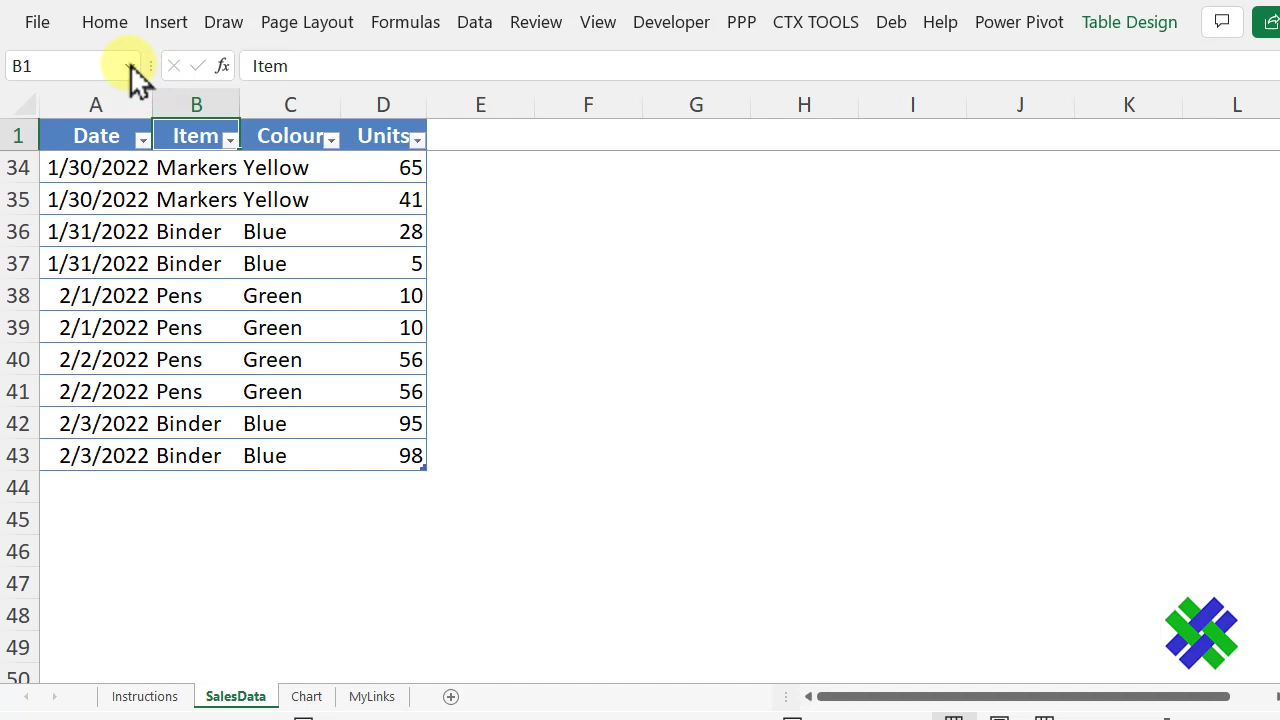 File Home Insert Draw Page Layout Formulas Data Review View Developer PPP CTX TOOLS Deb Help Power Pivot Table Design
B1 fx Item
A B C D E F G H I J K L
1 Date Item Colour Units
34 1/30/2022 Markers Yellow 65
35 1/30/2022 Markers Yellow 41
36 1/31/2022 Binder Blue 28
37 1/31/2022 Binder Blue 5
38 2/1/2022 Pens Green 10
39 2/1/2022 Pens Green 10
40 2/2/2022 Pens Green 56
41 2/2/2022 Pens Green 56
42 2/3/2022 Binder Blue 95
43 2/3/2022 Binder Blue 98
44
45
46
47
48
49
50
Instructions SalesData Chart MyLinks